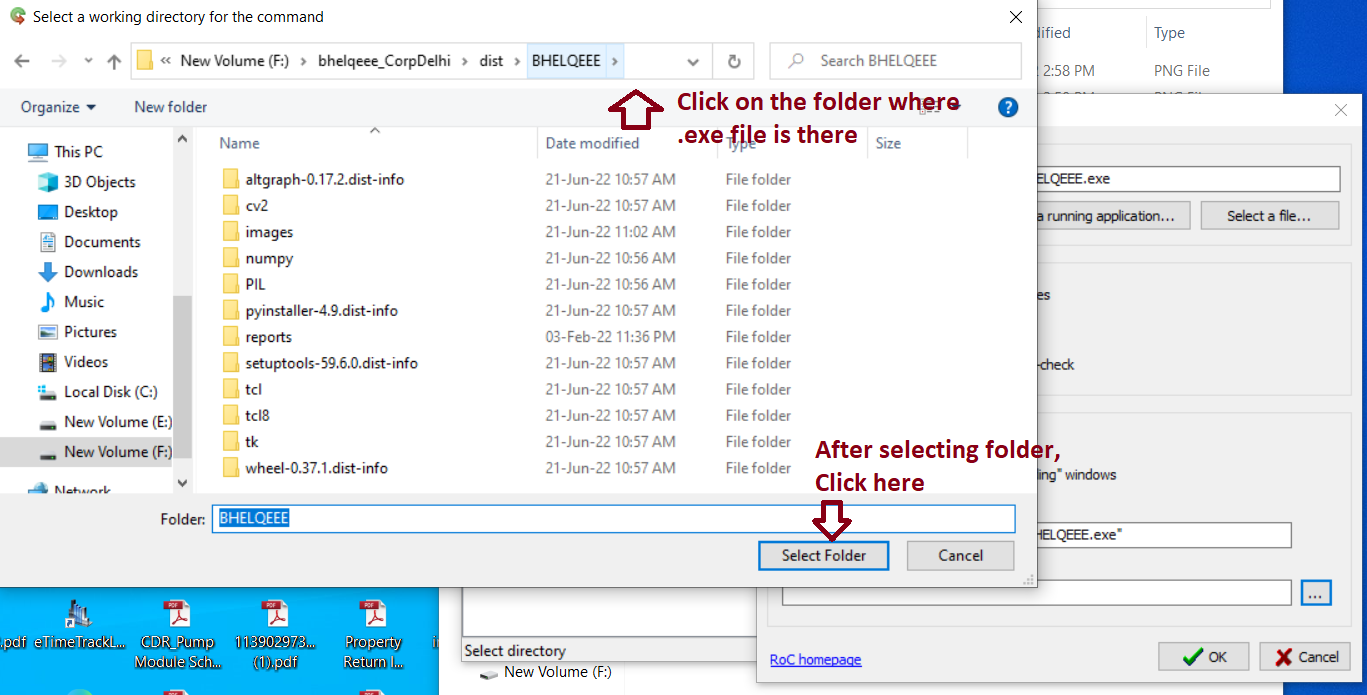 Select a working directory for the command
« New Volume (F:) › bhelqeee_CorpDelhi › dist › BHELQEEE ›
Search BHELQEEE
Organize
New folder
Click on the folder where
.exe file is there
Name
Date modified
Type
Size
This PC
3D Objects
Desktop
Documents
Downloads
Music
Pictures
Videos
Local Disk (C:)
New Volume (E:)
New Volume (F:)
Network
altgraph-0.17.2.dist-info 21-Jun-22 10:57 AM File folder
cv2 21-Jun-22 10:57 AM File folder
images 21-Jun-22 11:02 AM File folder
numpy 21-Jun-22 10:56 AM File folder
PIL 21-Jun-22 10:56 AM File folder
pyinstaller-4.9.dist-info 21-Jun-22 10:57 AM File folder
reports 03-Feb-22 11:36 PM File folder
setuptools-59.6.0.dist-info 21-Jun-22 10:57 AM File folder
tcl 21-Jun-22 10:57 AM File folder
tcl8 21-Jun-22 10:57 AM File folder
tk 21-Jun-22 10:57 AM File folder
wheel-0.37.1.dist-info 21-Jun-22 10:57 AM File folder
After selecting folder,
Click here
Folder: BHELQEEE
Select Folder
Cancel
dified
Type
2:58 PM PNG File
ELQEEE.exe
a running application...
Select a file...
es
-check
ing" windows
HELQEEE.exe"
...
RoC homepage
OK
Cancel
Select directory
New Volume (F:)
.pdf
eTimeTrackL...
CDR_Pump
Module Sch...
113902973...
(1).pdf
Property
Return I...